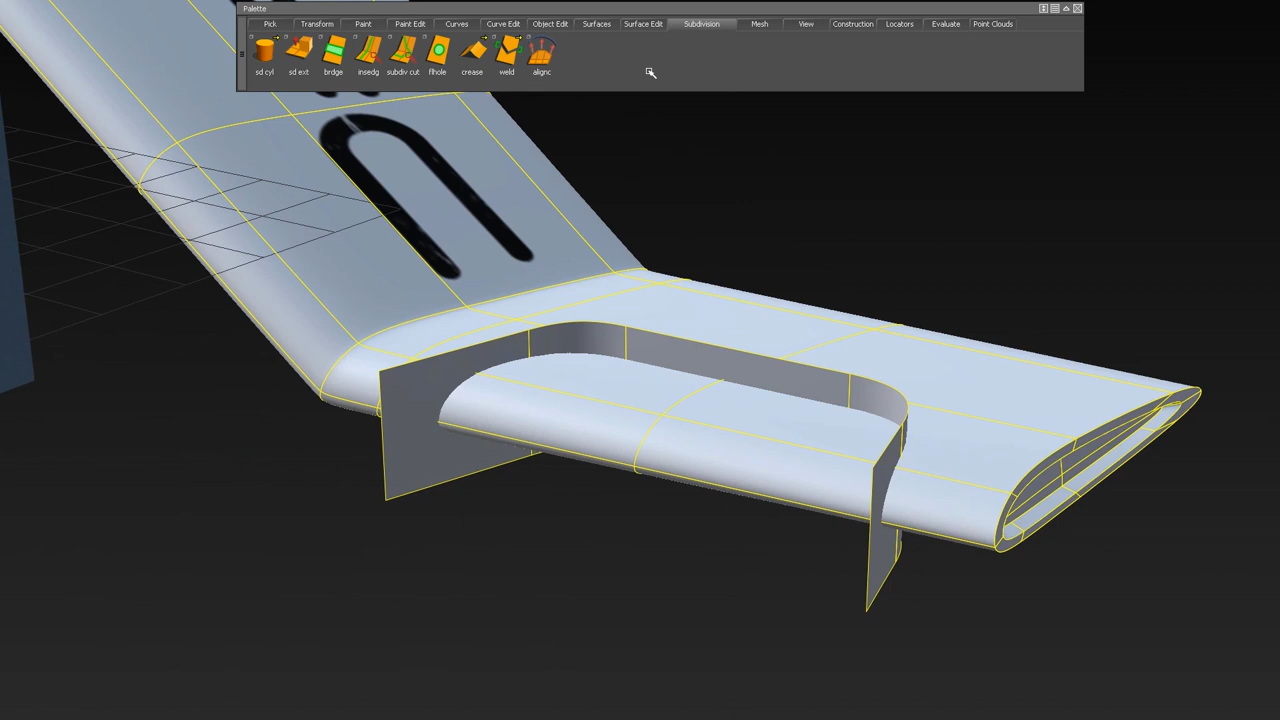 Palette
Pick Transform Paint Paint Edit Curves Curve Edit Object Edit Surfaces Surface Edit Subdivision Mesh View Construction Locators Evaluate Point Clouds
sd cyl sd ext brdge insedg subdiv cut flhole crease weld alignc